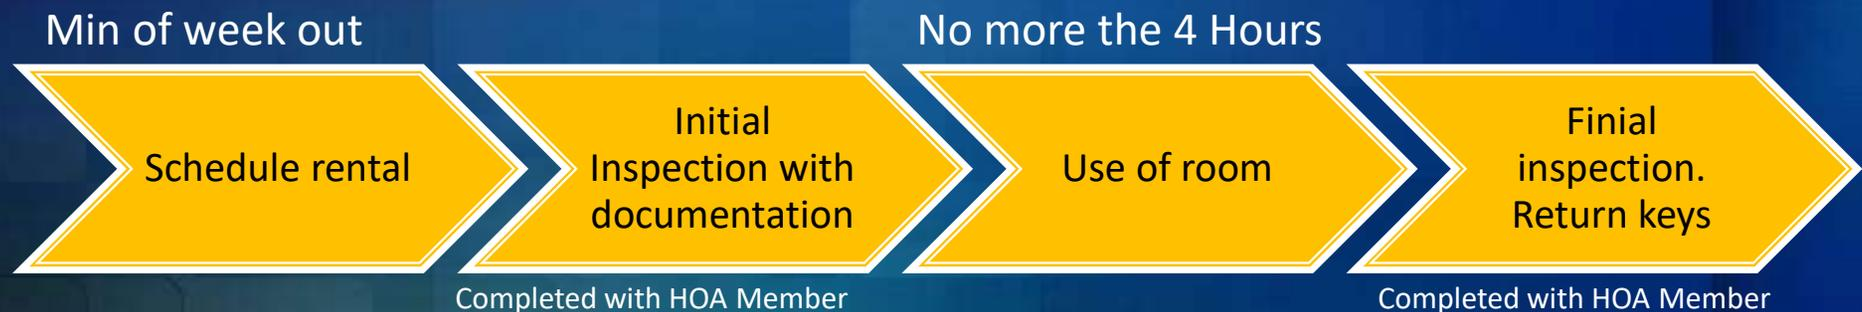 Min of week out
No more the 4 Hours
Schedule rental
Initial
Inspection with
documentation
Use of room
Finial
inspection.
Return keys
Completed with HOA Member
Completed with HOA Member